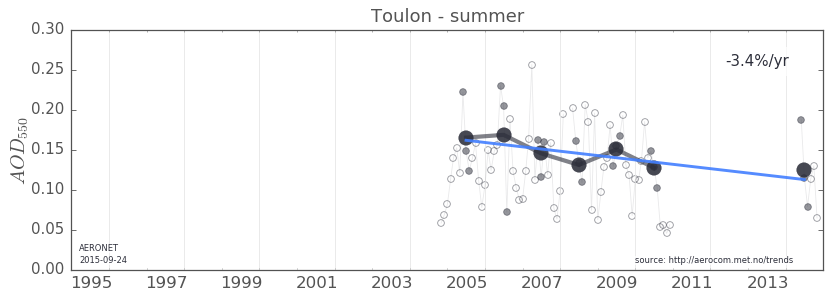 Toulon - summer
0.30
0.25
0.20
0.15
0.10
0.05
0.00
AOD550
-3.4%/yr
AERONET
2015-09-24
source: http://aerocom.met.no/trends
1995 1997 1999 2001 2003 2005 2007 2009 2011 2013